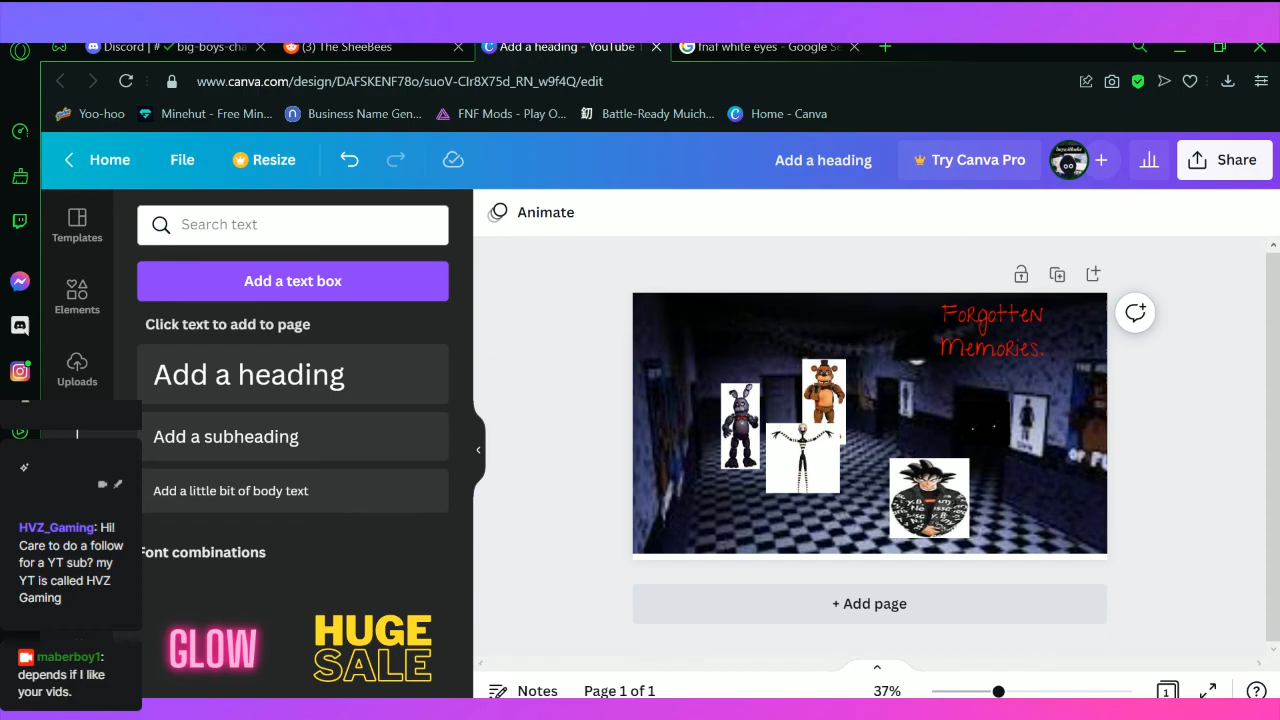 Discord | # big-boys-cha
(3) The SheeBees
Add a heading - YouTube
fnaf white eyes - Google Se
www.canva.com/design/DAFSKENF78o/suoV-CIr8X75d_RN_w9f4Q/edit
Yoo-hoo
Minehut - Free Min...
Business Name Gen...
FNF Mods - Play O...
Battle-Ready Muich...
Home - Canva
Home
File
Resize
Add a heading
Try Canva Pro
Share
Templates
Elements
Uploads
Search text
Add a text box
Click text to add to page
Add a heading
Add a subheading
Add a little bit of body text
Font combinations
GLOW
HUGE
SALE
Animate
Forgotten
Memories.
+ Add page
Notes
Page 1 of 1
37%
1
HVZ_Gaming: Hi!
Care to do a follow
for a YT sub? my
YT is called HVZ
Gaming
maberboy1:
depends if I like
your vids.